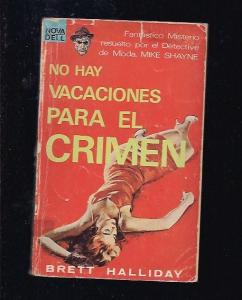 NOVA
DELL
Fantástico Misterio
resuelto por el Detective
de Moda, MIKE SHAYNE
NO HAY
VACACIONES
PARA EL
CRIMEN
BRETT HALLIDAY